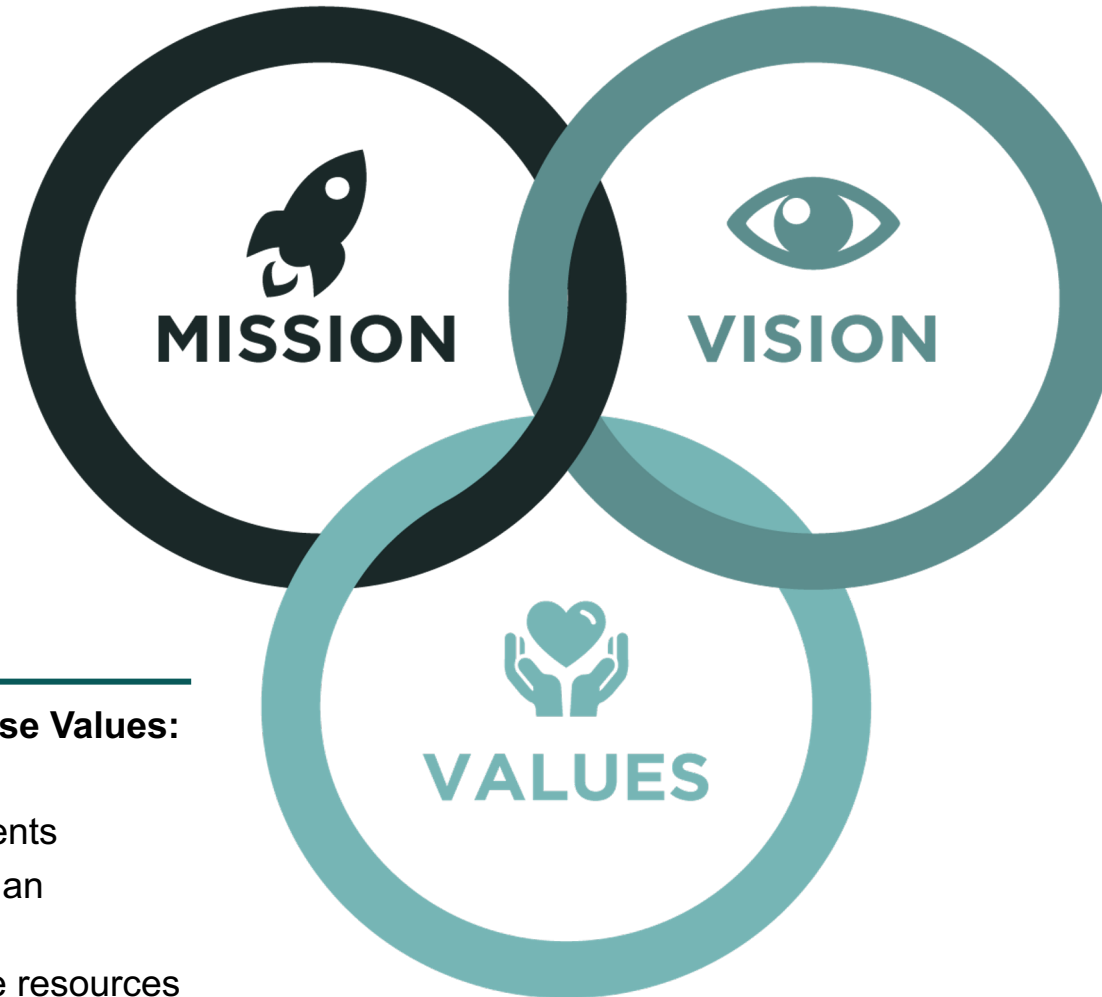 MISSION
VISION
se Values:
VALUES
ents
an
e resources